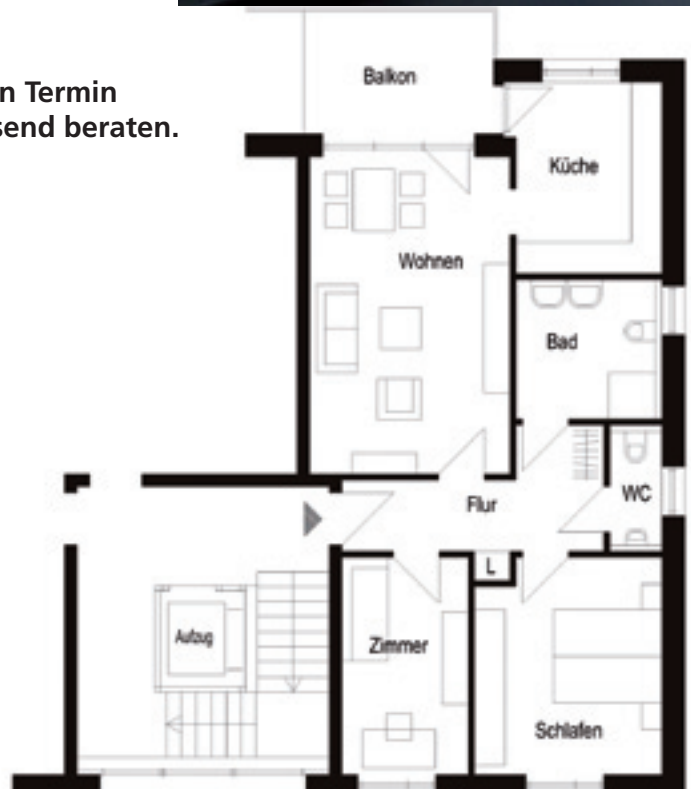 n Termin
send beraten.
Balkon
Küche
Wohnen
Bad
WC
Flur
L
Aufzug
Zimmer
Schlafen